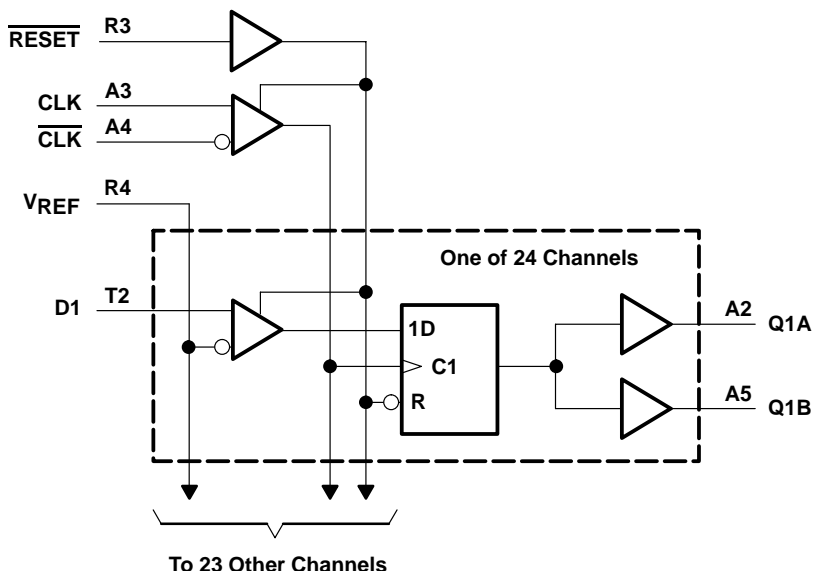 RESET R3
CLK A3
CLK A4
VREF R4
One of 24 Channels
D1 T2
1D
C1
R
A2 Q1A
A5 Q1B
To 23 Other Channels